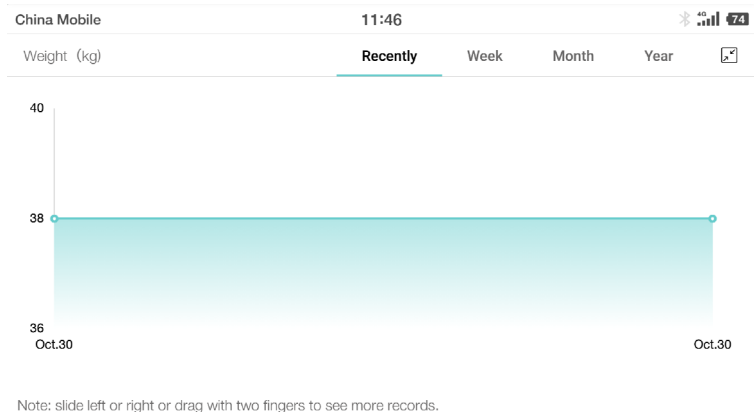 China Mobile 11:46 4G 74
Weight (kg) Recently Week Month Year
40
38
36
Oct.30 Oct.30
Note: slide left or right or drag with two fingers to see more records.